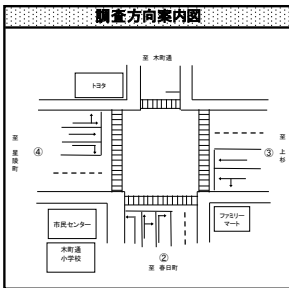 調査方向案内図
至 木町通
トヨタ
至 星陵町
④
③
至 上杉
市民センター
ファミリー
マート
木町通
小学校
②
至 春日町